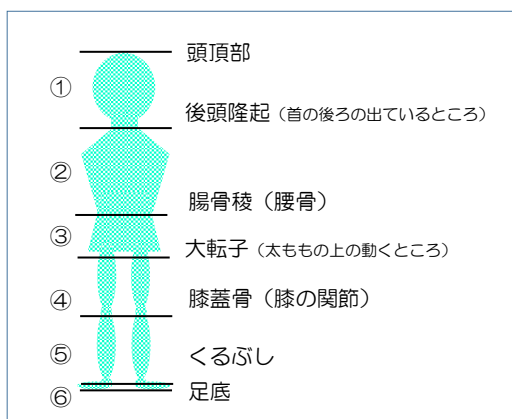 頭頂部
①
後頭隆起（首の後ろの出ているところ）
②
腸骨稜（腰骨）
③
大転子（太ももの上の動くところ）
④
膝蓋骨（膝の関節）
⑤
くるぶし
⑥
足底